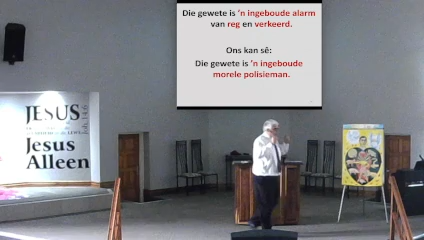 Die gewete is 'n ingeboude alarm
van reg en verkeerd.
Ons kan sê:
Die gewete is 'n ingeboude
morele polisieman.
JESUS
Jesus
Alleen